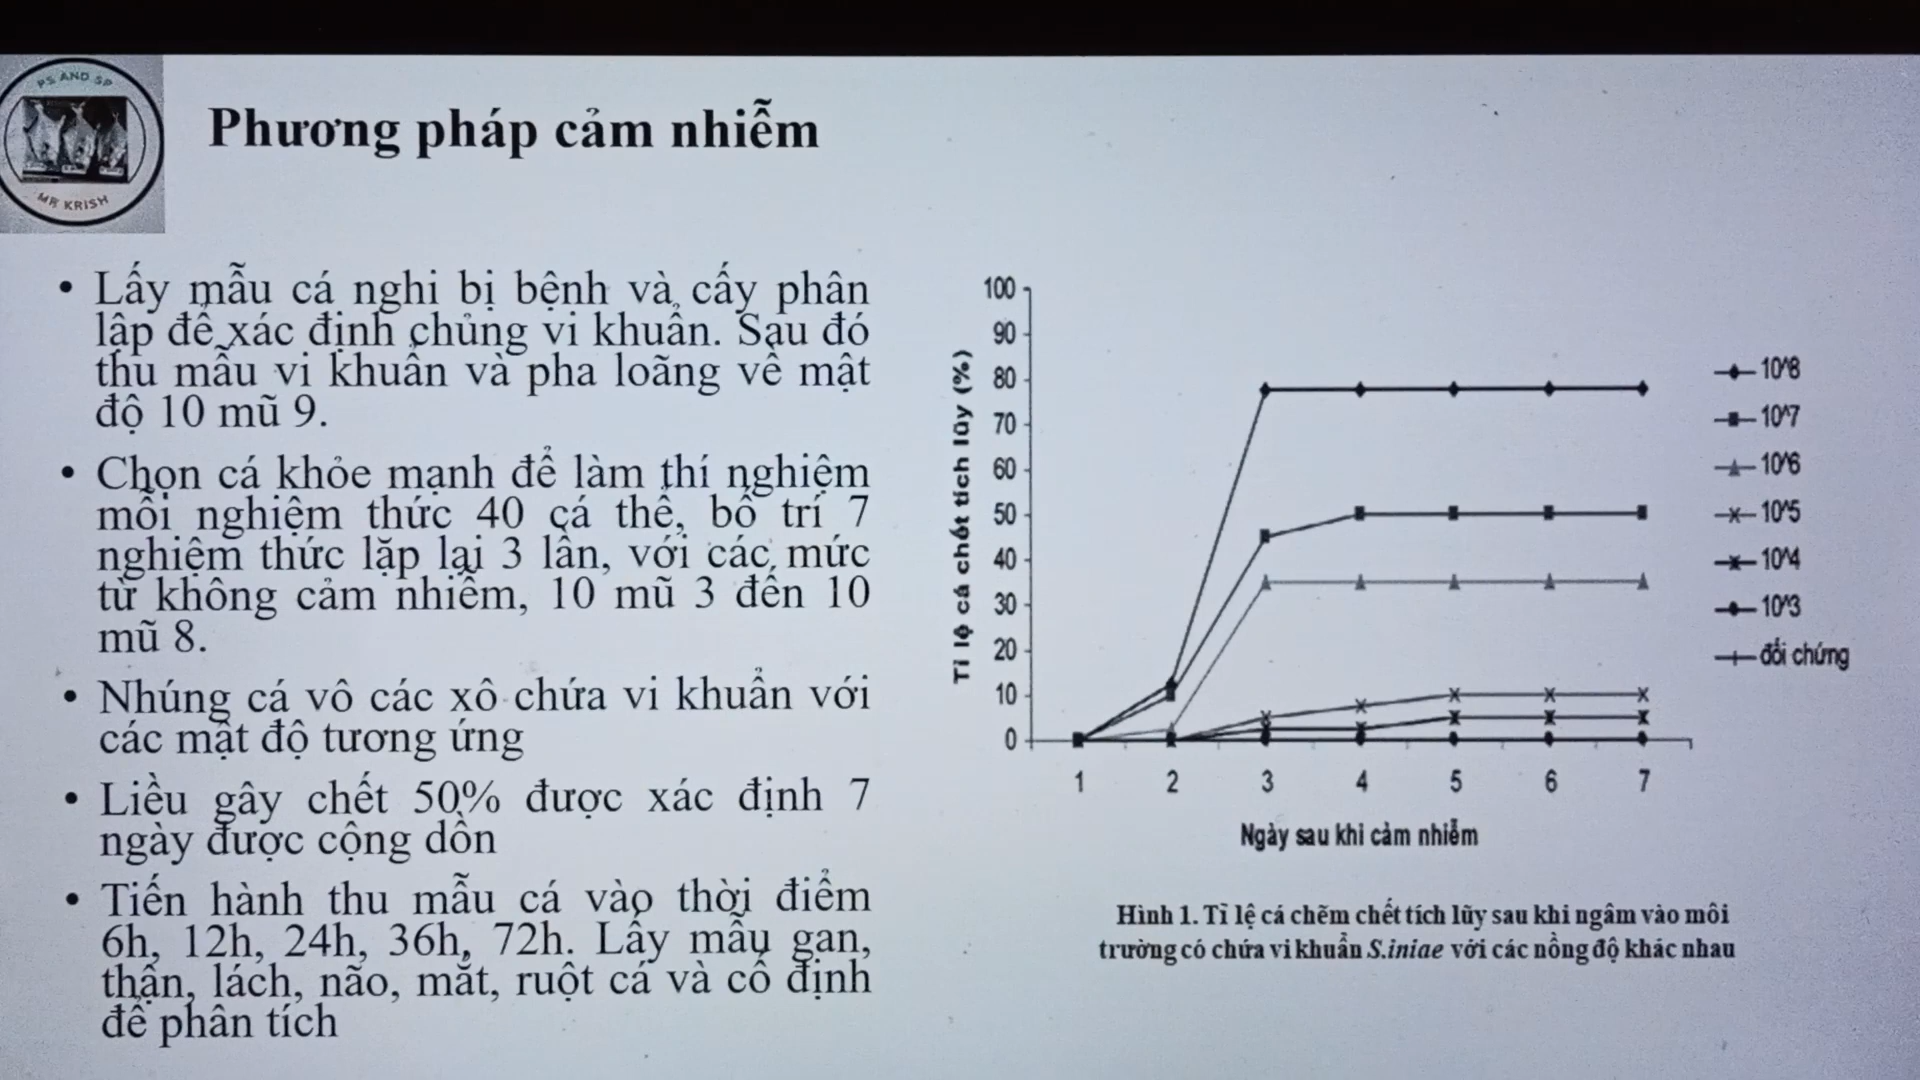 PS AND SP
MR KRISH
Phương pháp cảm nhiễm
• Lấy mẫu cá nghi bị bệnh và cấy phân
lập để xác định chủng vi khuẩn. Sau đó
thu mẫu vi khuẩn và pha loãng về mật
độ 10 mũ 9.
• Chọn cá khỏe mạnh để làm thí nghiệm
mỗi nghiệm thức 40 cá thể, bố trí 7
nghiệm thức lặp lại 3 lần, với các mức
từ không cảm nhiễm, 10 mũ 3 đến 10
mũ 8.
• Nhúng cá vô các xô chứa vi khuẩn với
các mật độ tương ứng
• Liều gây chết 50% được xác định 7
ngày được cộng dồn
• Tiến hành thu mẫu cá vào thời điểm
6h, 12h, 24h, 36h, 72h. Lấy mẫu gan,
thận, lách, não, mắt, ruột cá và cố định
để phân tích
Tỉ lệ cá chết tích lũy (%)
100
90
80
70
60
50
40
30
20
10
0
1 2 3 4 5 6 7
Ngày sau khi cảm nhiễm
10^8
10^7
10^6
10^5
10^4
10^3
đối chứng
Hình 1. Tỉ lệ cá chẽm chết tích lũy sau khi ngâm vào môi
trường có chứa vi khuẩn S.iniae với các nồng độ khác nhau